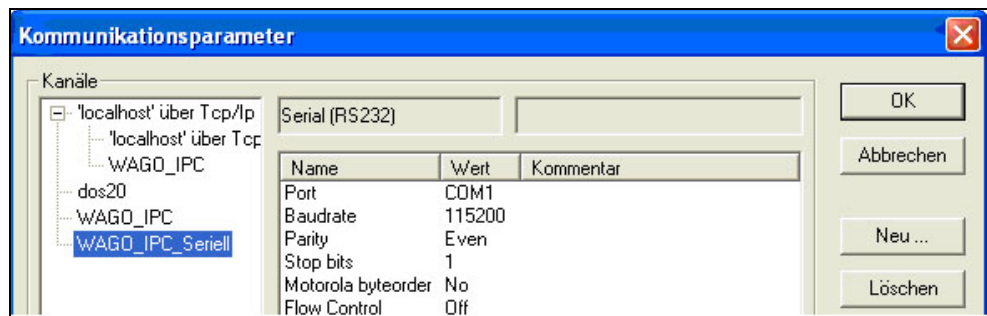 Kommunikationsparameter
Kanäle
'localhost' über Tcp/Ip
'localhost' über Tcp
WAGO_IPC
dos20
WAGO_IPC
WAGO_IPC_Seriell
Serial (RS232)
Name Wert Kommentar
Port COM1
Baudrate 115200
Parity Even
Stop bits 1
Motorola byteorder No
Flow Control Off
OK
Abbrechen
Neu ...
Löschen